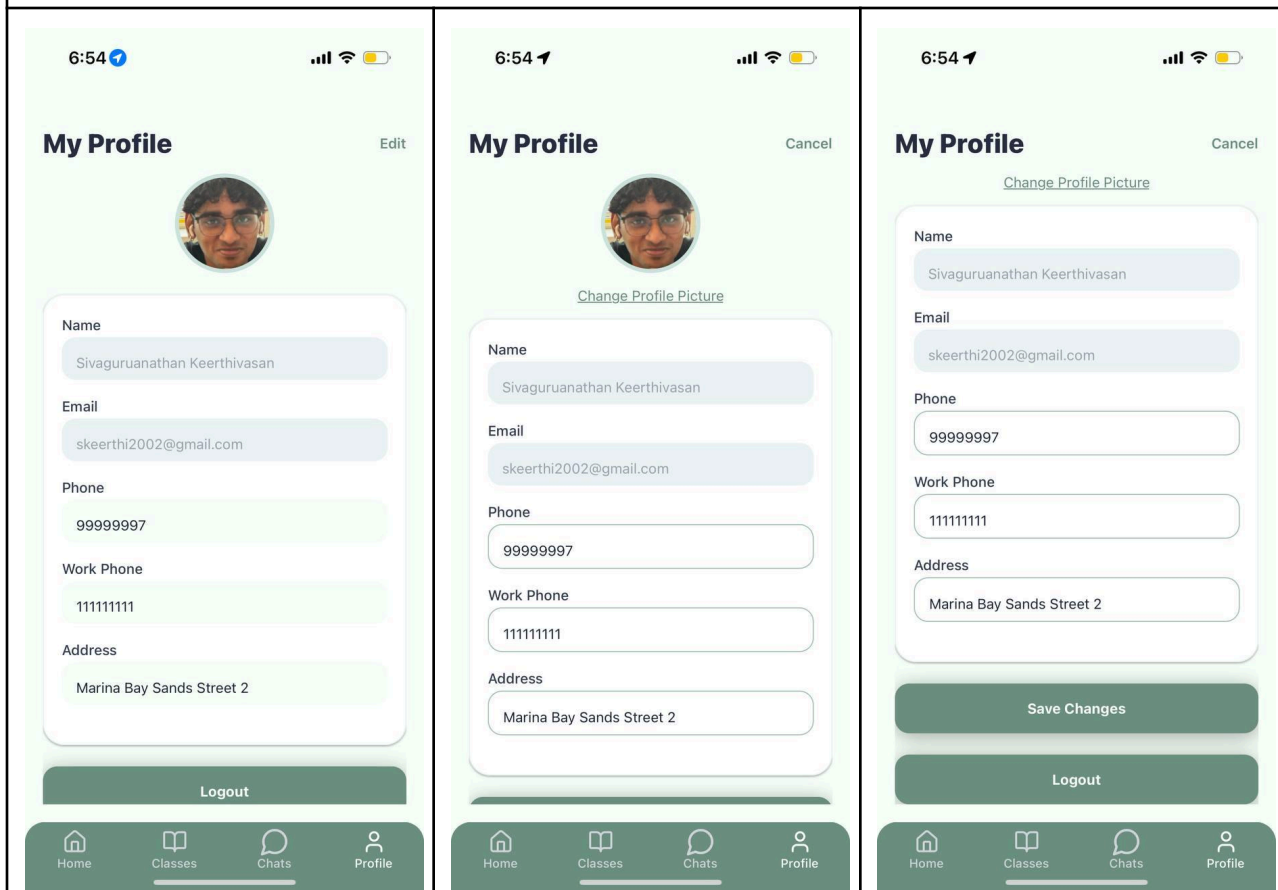 6:54
My Profile
Edit
Name
Sivaguruanathan Keerthivasan
Email
skeerthi2002@gmail.com
Phone
99999997
Work Phone
111111111
Address
Marina Bay Sands Street 2
Logout
Home Classes Chats Profile
6:54
My Profile
Cancel
Change Profile Picture
Name
Sivaguruanathan Keerthivasan
Email
skeerthi2002@gmail.com
Phone
99999997
Work Phone
111111111
Address
Marina Bay Sands Street 2
Home Classes Chats Profile
6:54
My Profile
Cancel
Change Profile Picture
Name
Sivaguruanathan Keerthivasan
Email
skeerthi2002@gmail.com
Phone
99999997
Work Phone
111111111
Address
Marina Bay Sands Street 2
Save Changes
Logout
Home Classes Chats Profile